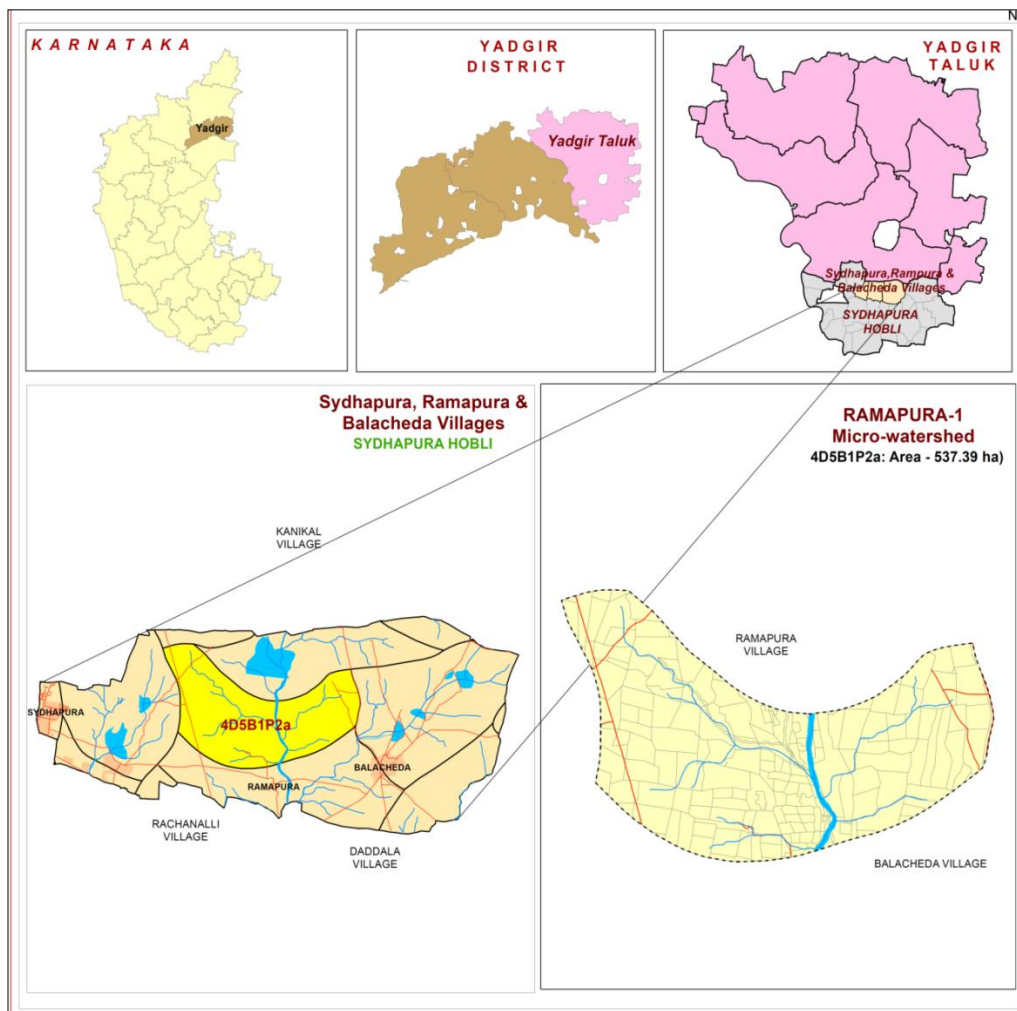 N
KARNATAKA
Yadgir
YADGIR
DISTRICT
Yadgir Taluk
YADGIR
TALUK
Sydhapura,Rampura &
Balacheda Villages
SYDHAPURA
HOBLI
Sydhapura, Ramapura &
Balacheda Villages
SYDHAPURA HOBLI
KANIKAL
VILLAGE
SYDHAPURA
4D5B1P2a
RAMAPURA
BALACHEDA
RACHANALLI
VILLAGE
DADDALA
VILLAGE
RAMAPURA-1
Micro-watershed
4D5B1P2a: Area - 537.39 ha)
RAMAPURA
VILLAGE
BALACHEDA VILLAGE